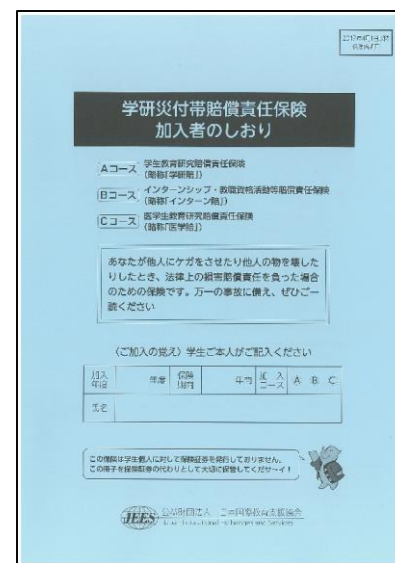 学研災付帯賠償責任保険
加入者のしおり
Aコース 学生教育研究賠償責任保険
(略称「学研賠」)
Bコース インターンシップ・教職資格活動等賠償責任保険
(略称「インターン賠」)
Cコース 医学生教育研究賠償責任保険
(略称「医学賠」)
あなたが他人にケガをさせたり他人の物を壊した
りしたとき、法律上の損害賠償責任を負った場合
のための保険です。万一の事故に備え、ぜひご一
読ください
〈ご加入の覚え〉学生ご本人がご記入ください
加入年度 年度 保険期間 年間 加入コース A B C
氏名
この保険は学生個人に対して保険証券を発行しておりません。
この冊子を保険証券の代わりとして大切に保管してくださ〜イ!
JEES 公益財団法人 日本国際教育支援協会